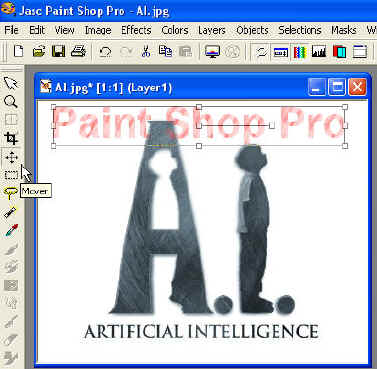 Jasc Paint Shop Pro - AI.jpg
File Edit View Image Effects Colors Layers Objects Selections Masks
AI.jpg* [1:1] (Layer1)
Paint Shop Pro
Mover
A.I.
ARTIFICIAL INTELLIGENCE